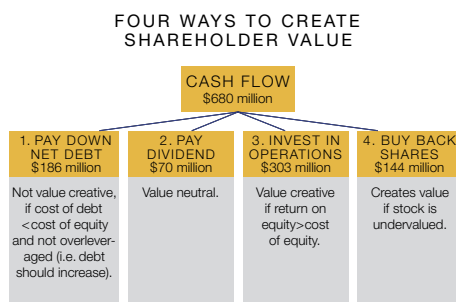 FOUR WAYS TO CREATE
SHAREHOLDER VALUE
CASH FLOW
$680 million
1. PAY DOWN
NET DEBT
$186 million
Not value creative,
if cost of debt
<cost of equity
and not overlever-
aged (i.e. debt
should increase).
2. PAY
DIVIDEND
$70 million
Value neutral.
3. INVEST IN
OPERATIONS
$303 million
Value creative
if return on
equity>cost
of equity.
4. BUY BACK
SHARES
$144 million
Creates value
if stock is
undervalued.